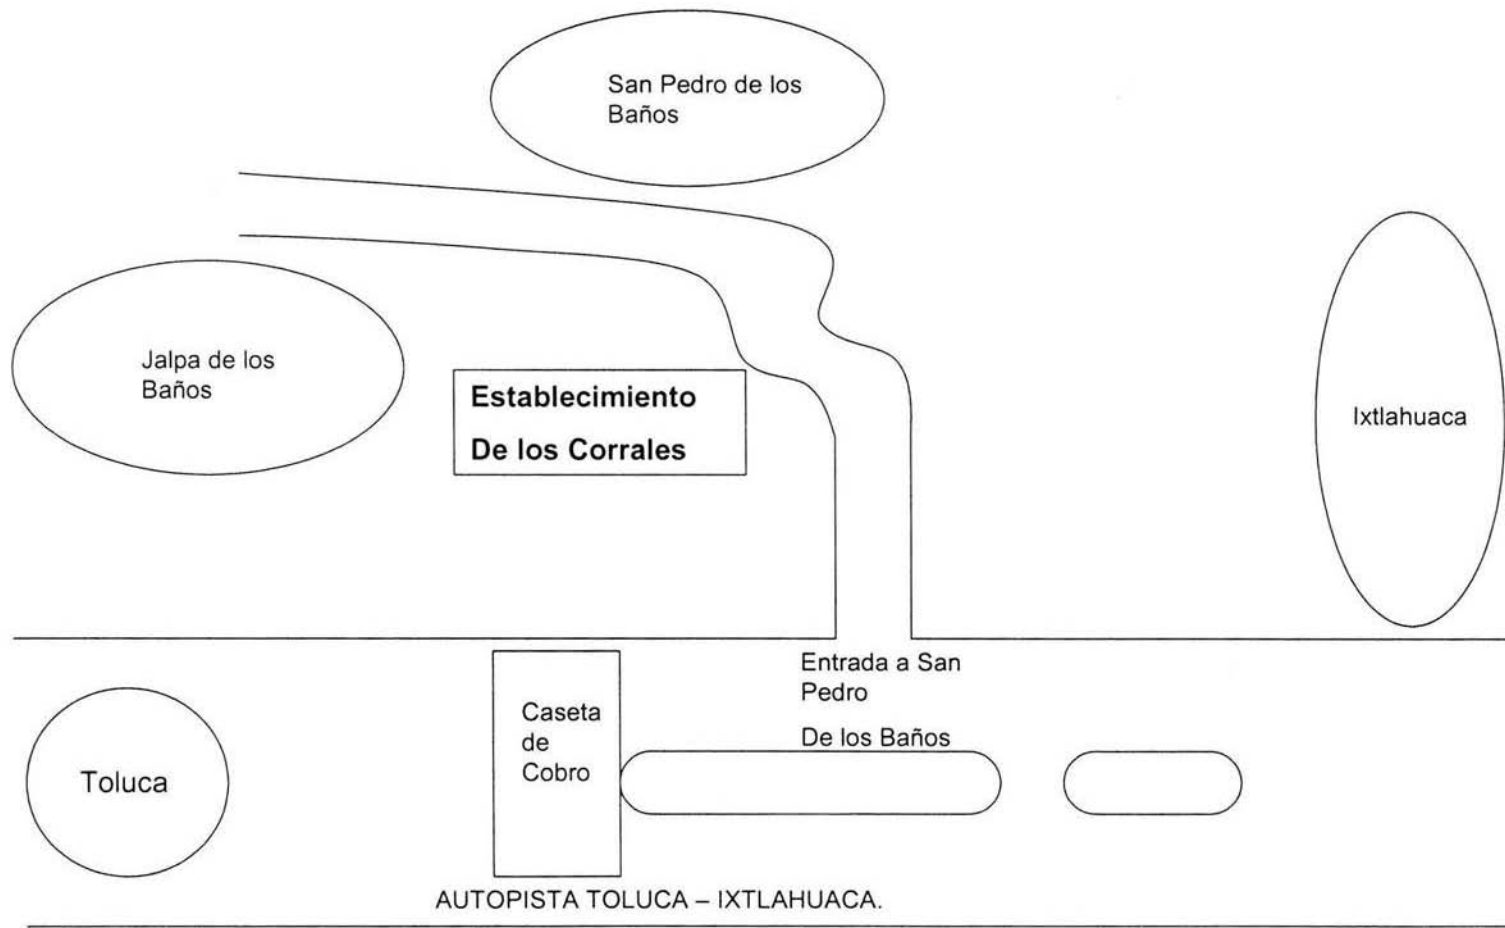 San Pedro de los
Baños
Jalpa de los
Baños
Establecimiento
De los Corrales
Ixtlahuaca
Entrada a San
Pedro
De los Baños
Caseta
de
Cobro
Toluca
AUTOPISTA TOLUCA – IXTLAHUACA.